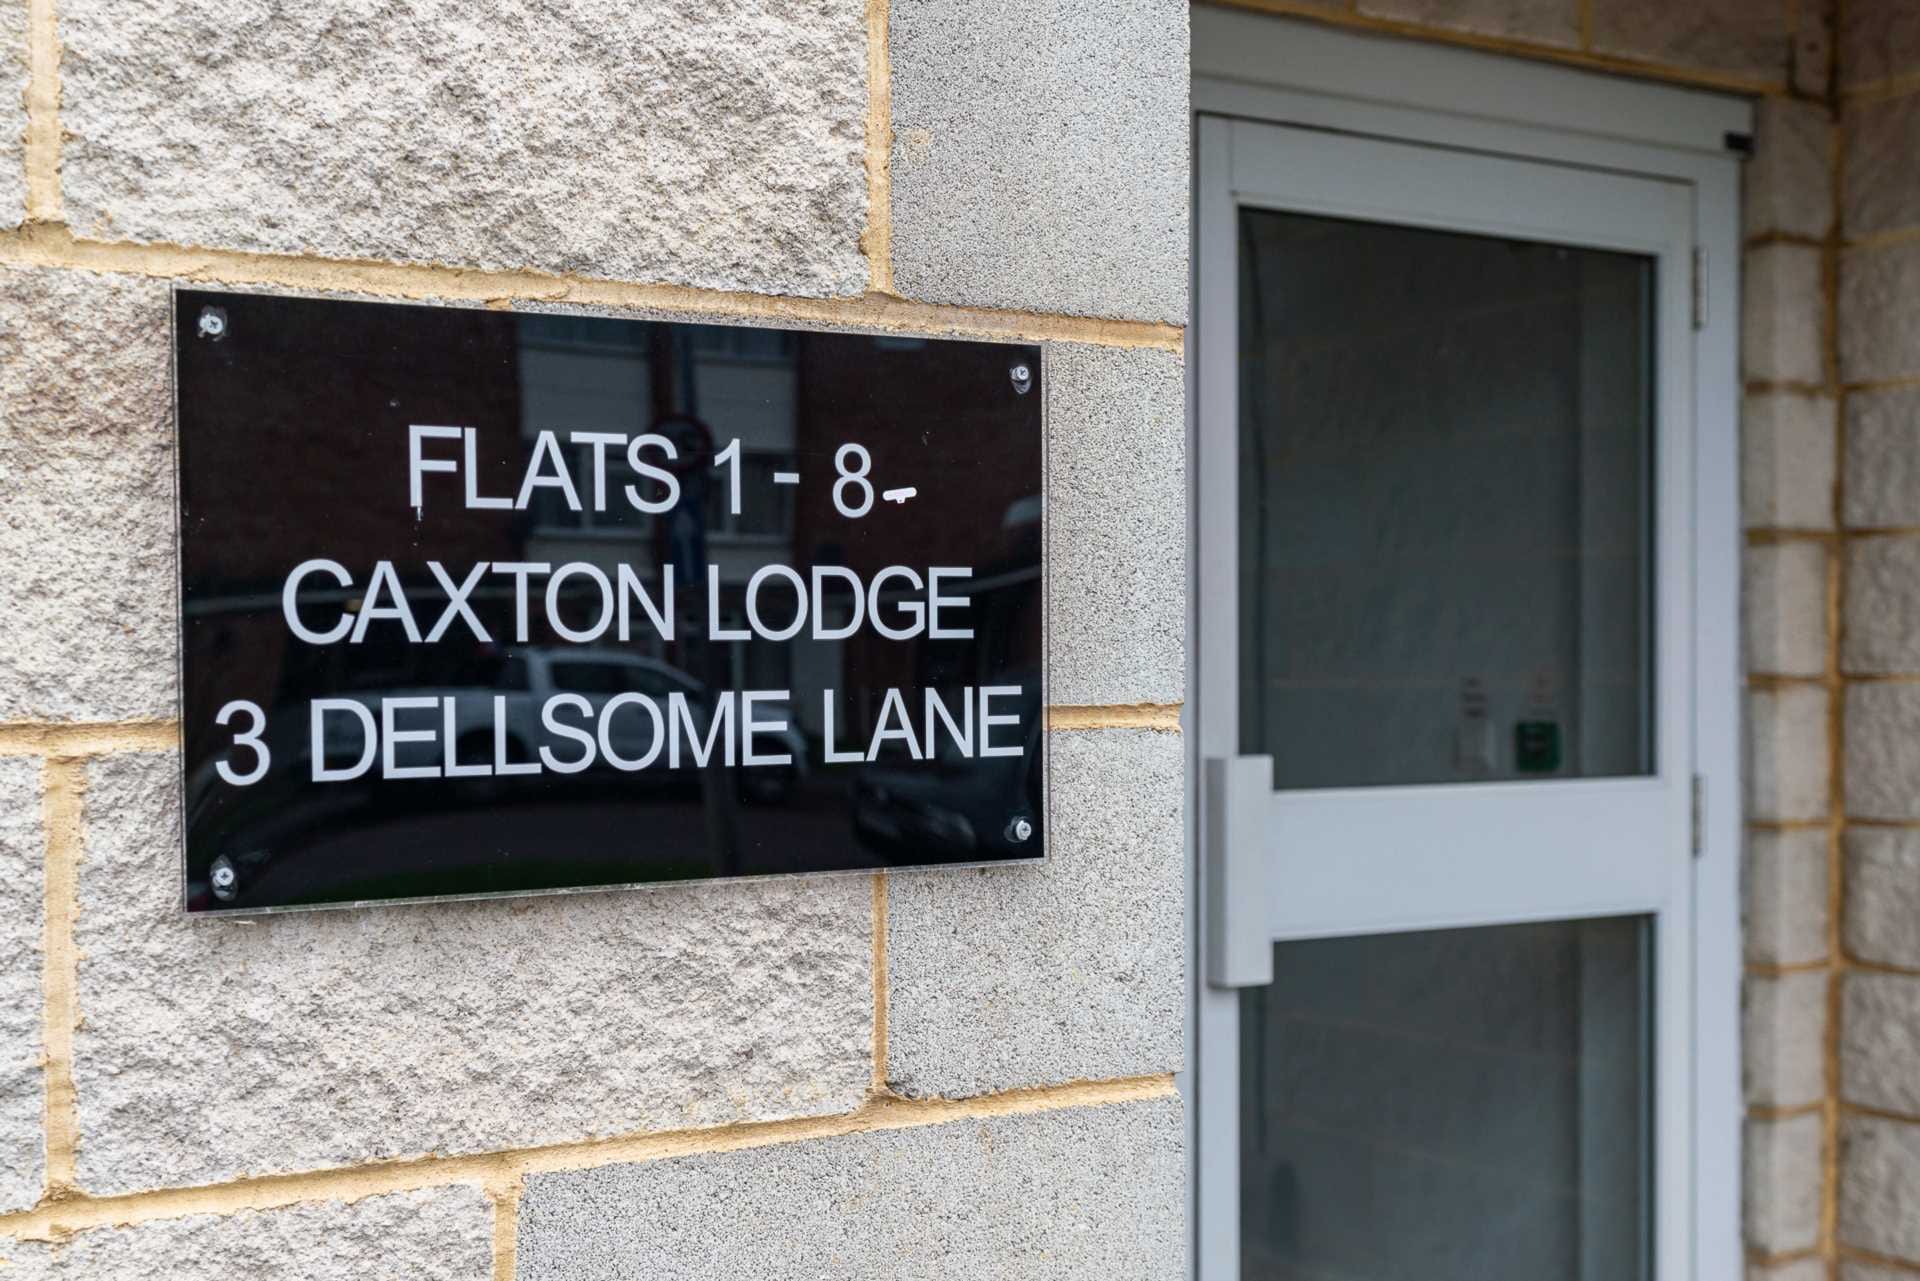 FLATS 1 - 8
CAXTON LODGE
3 DELLSOME LANE